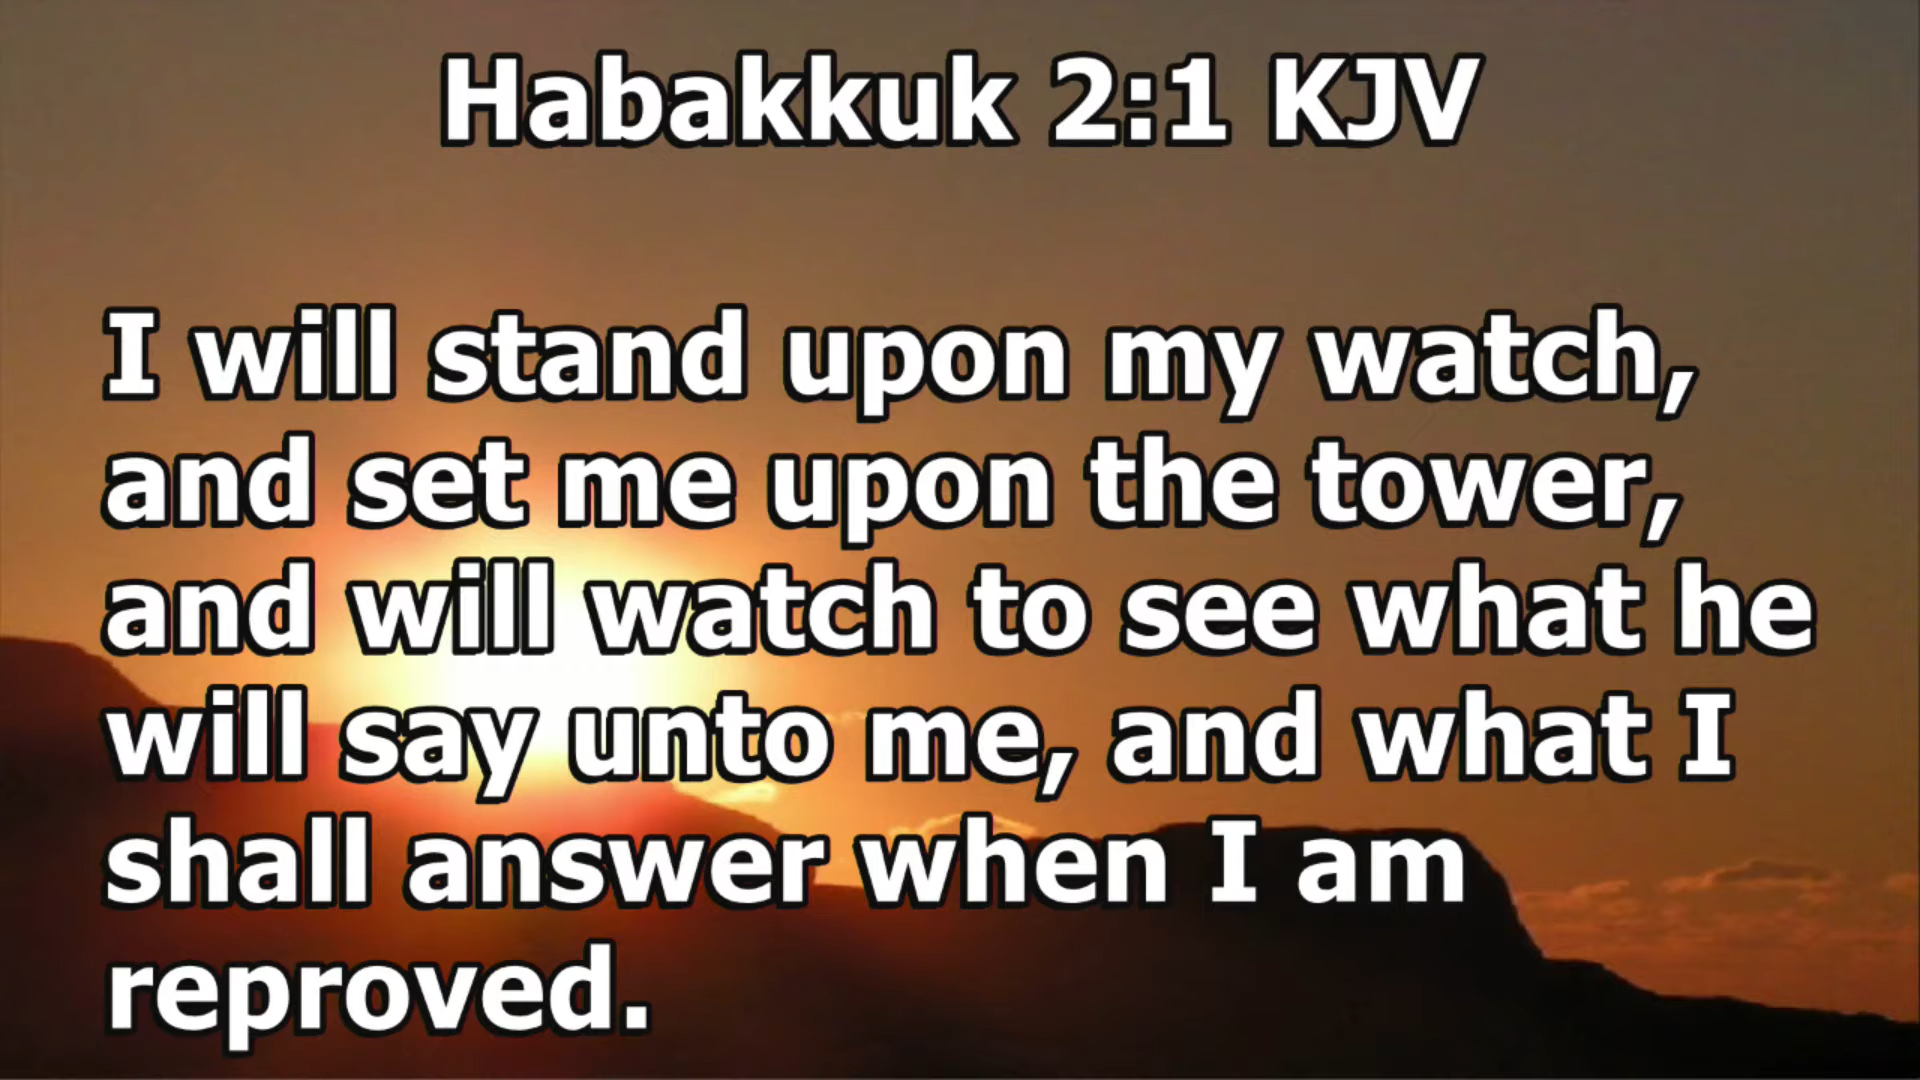 Habakkuk 2:1 KJV
I will stand upon my watch,
and set me upon the tower,
and will watch to see what he
will say unto me, and what I
shall answer when I am
reproved.